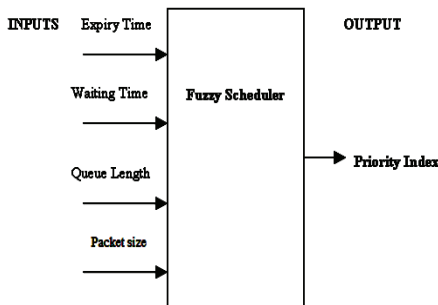 INPUTS
Expiry Time
OUTPUT
Waiting Time
Fuzzy Scheduler
Priority Index
Queue Length
Packet size